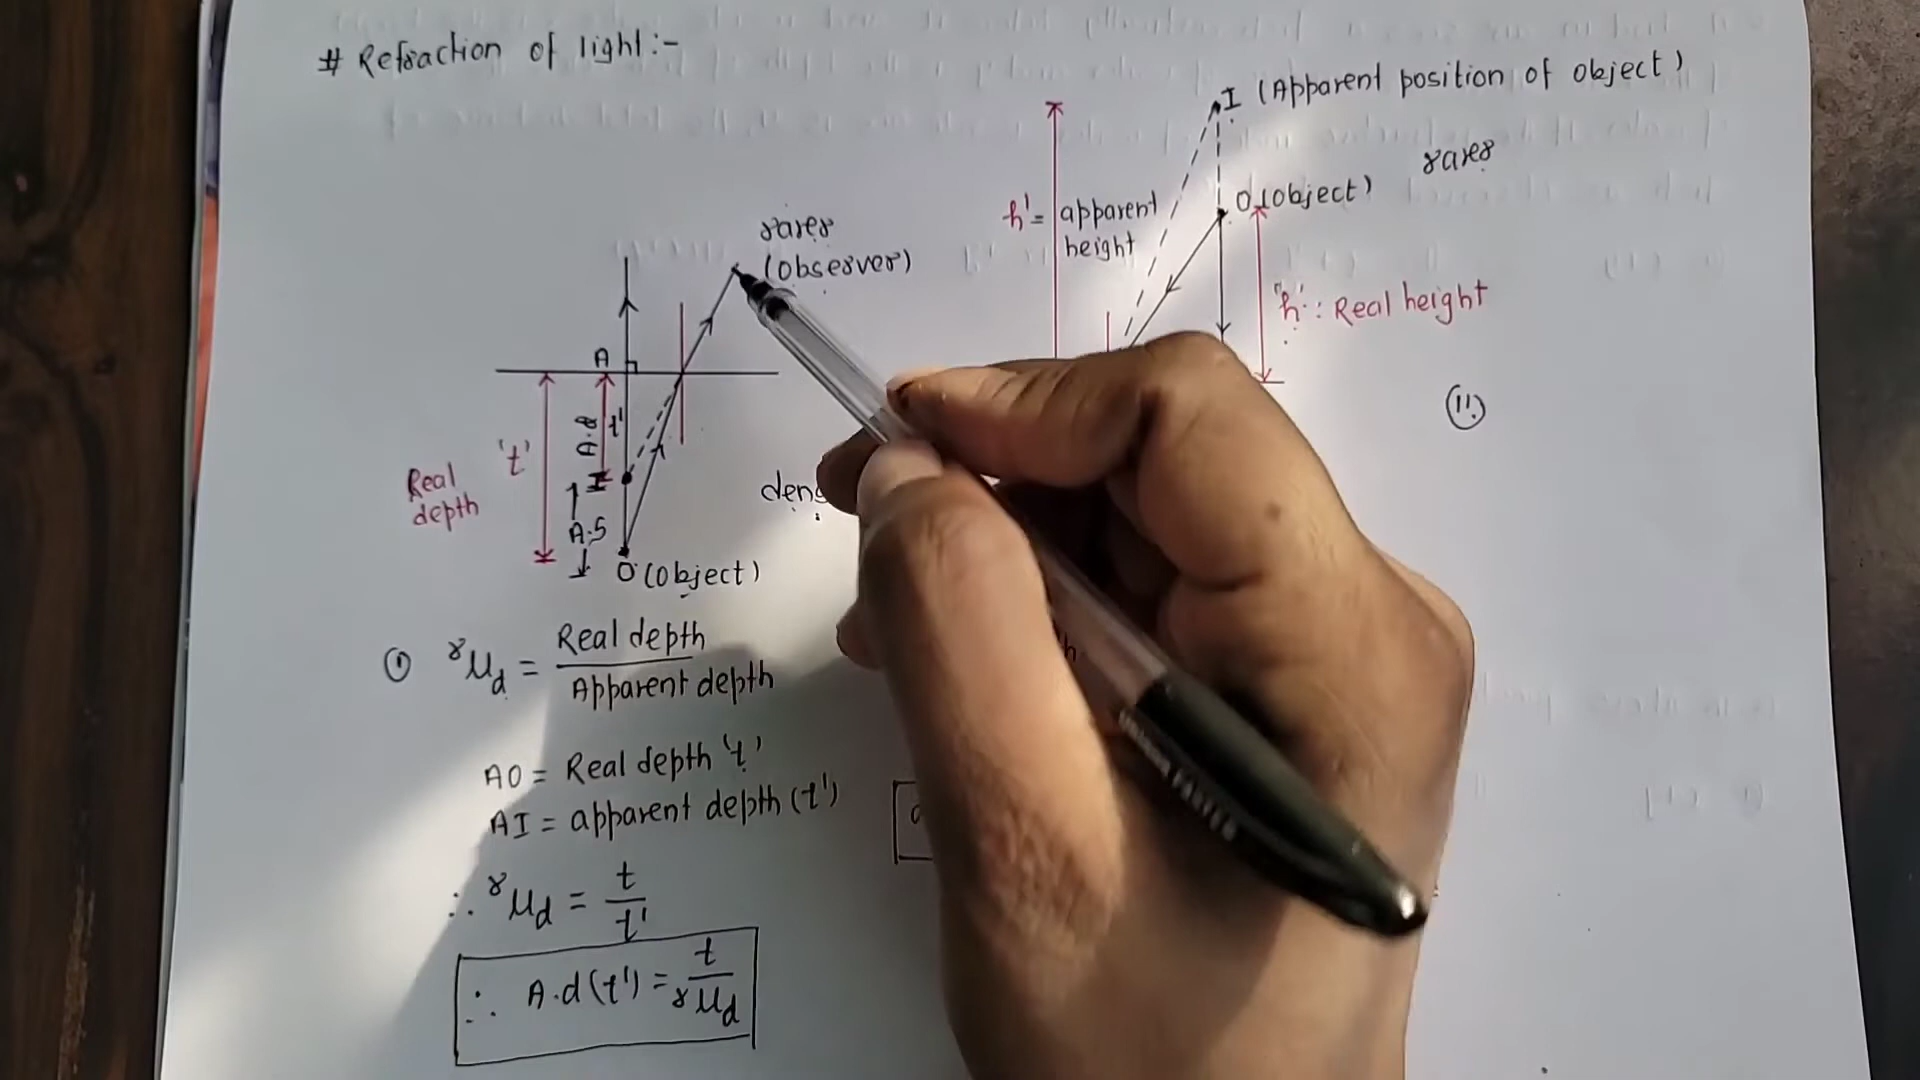 # Refraction of light:-
I (Apparent position of object)
rarer
O (object)
h' = apparent height
'h' : Real height
(11)
rarer
(observer)
A
't'
A.D
t'
I
Real depth
A.S
O (object)
① ʳμd = Real depth / Apparent depth
AO = Real depth 't'
AI = apparent depth (t')
∴ ʳμd = t / t'
∴ A.d (t') = t / ʳμd